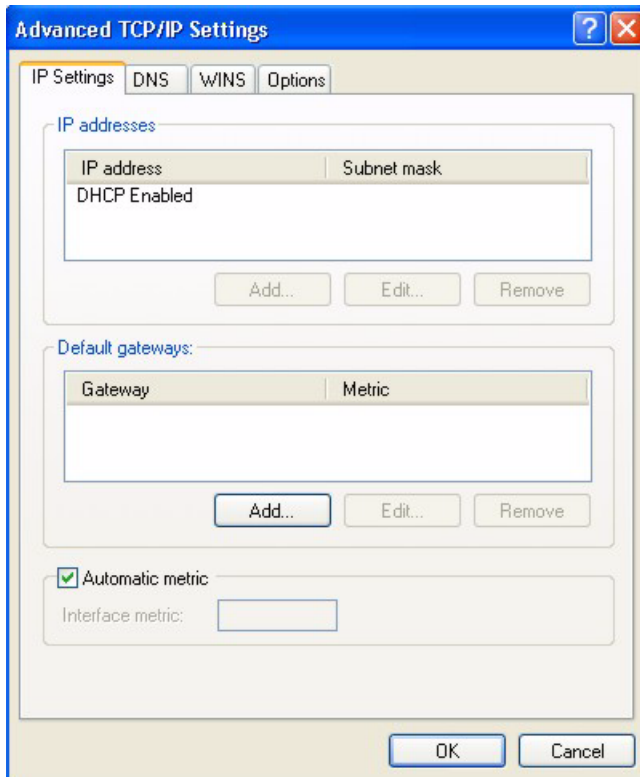 Advanced TCP/IP Settings
IP Settings DNS WINS Options
IP addresses
IP address Subnet mask
DHCP Enabled
Add... Edit... Remove
Default gateways:
Gateway Metric
Add... Edit... Remove
Automatic metric
Interface metric:
OK Cancel